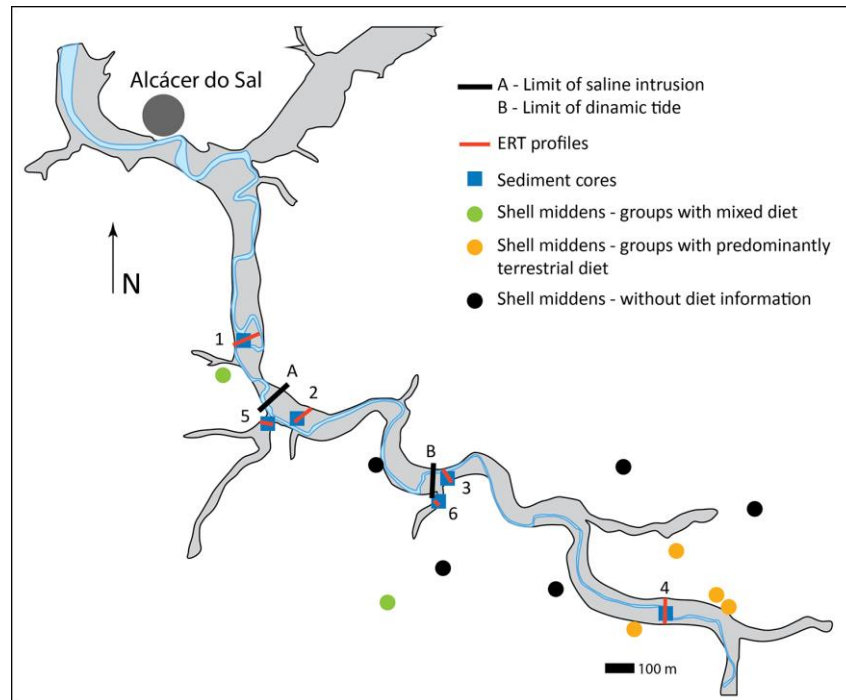 Alcácer do Sal
A - Limit of saline intrusion
B - Limit of dinamic tide
ERT profiles
Sediment cores
Shell middens - groups with mixed diet
Shell middens - groups with predominantly
terrestrial diet
Shell middens - without diet information
N
1
A
2
5
B
3
6
4
100 m